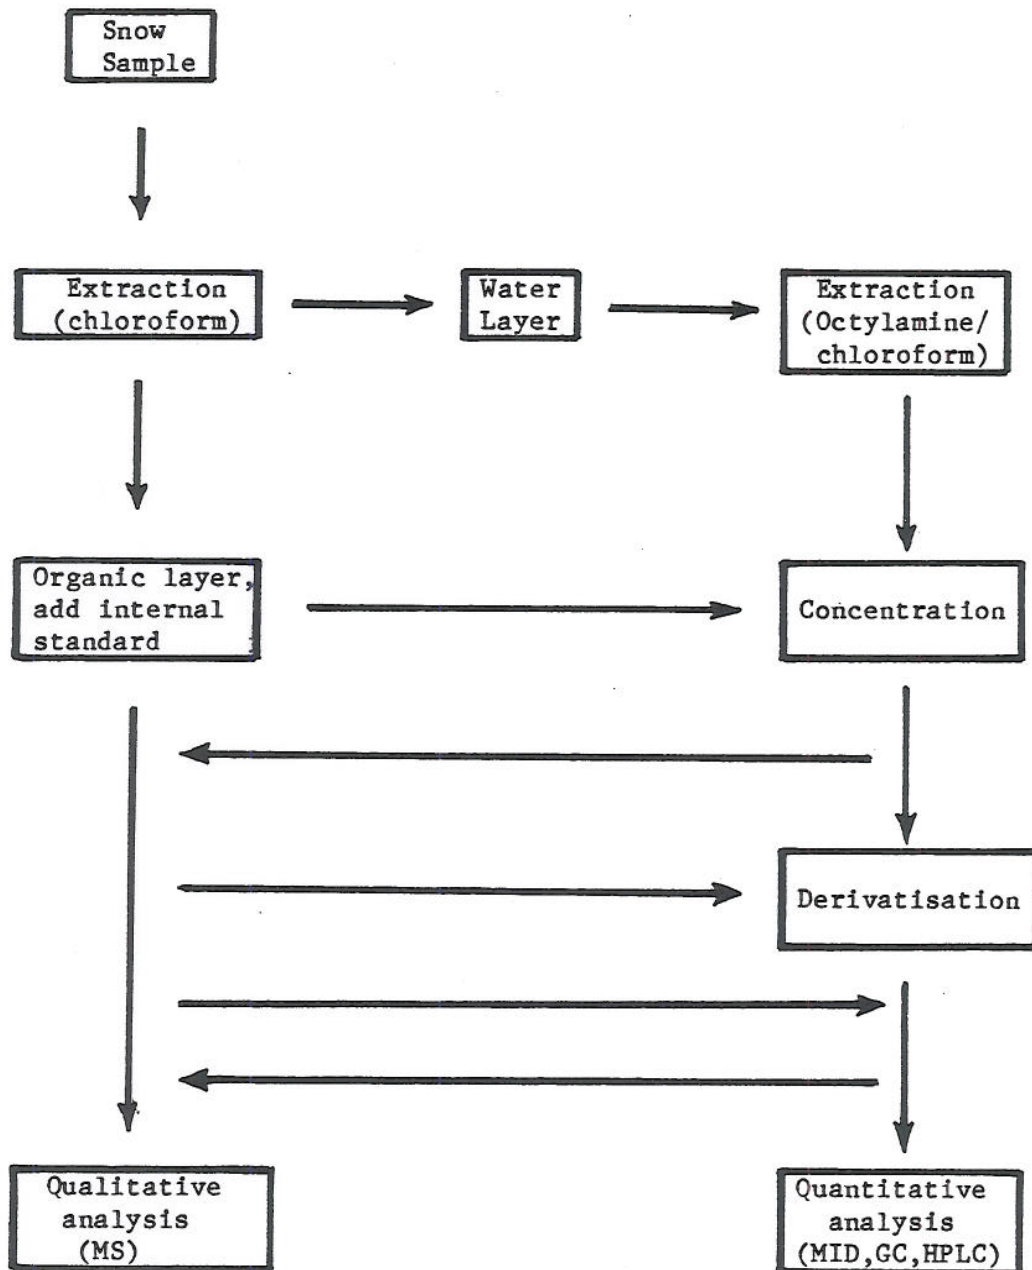 Snow
Sample
Extraction
(chloroform)
Water
Layer
Extraction
(Octylamine/
chloroform)
Organic layer,
add internal
standard
Concentration
Derivatisation
Qualitative
analysis
(MS)
Quantitative
analysis
(MID,GC,HPLC)